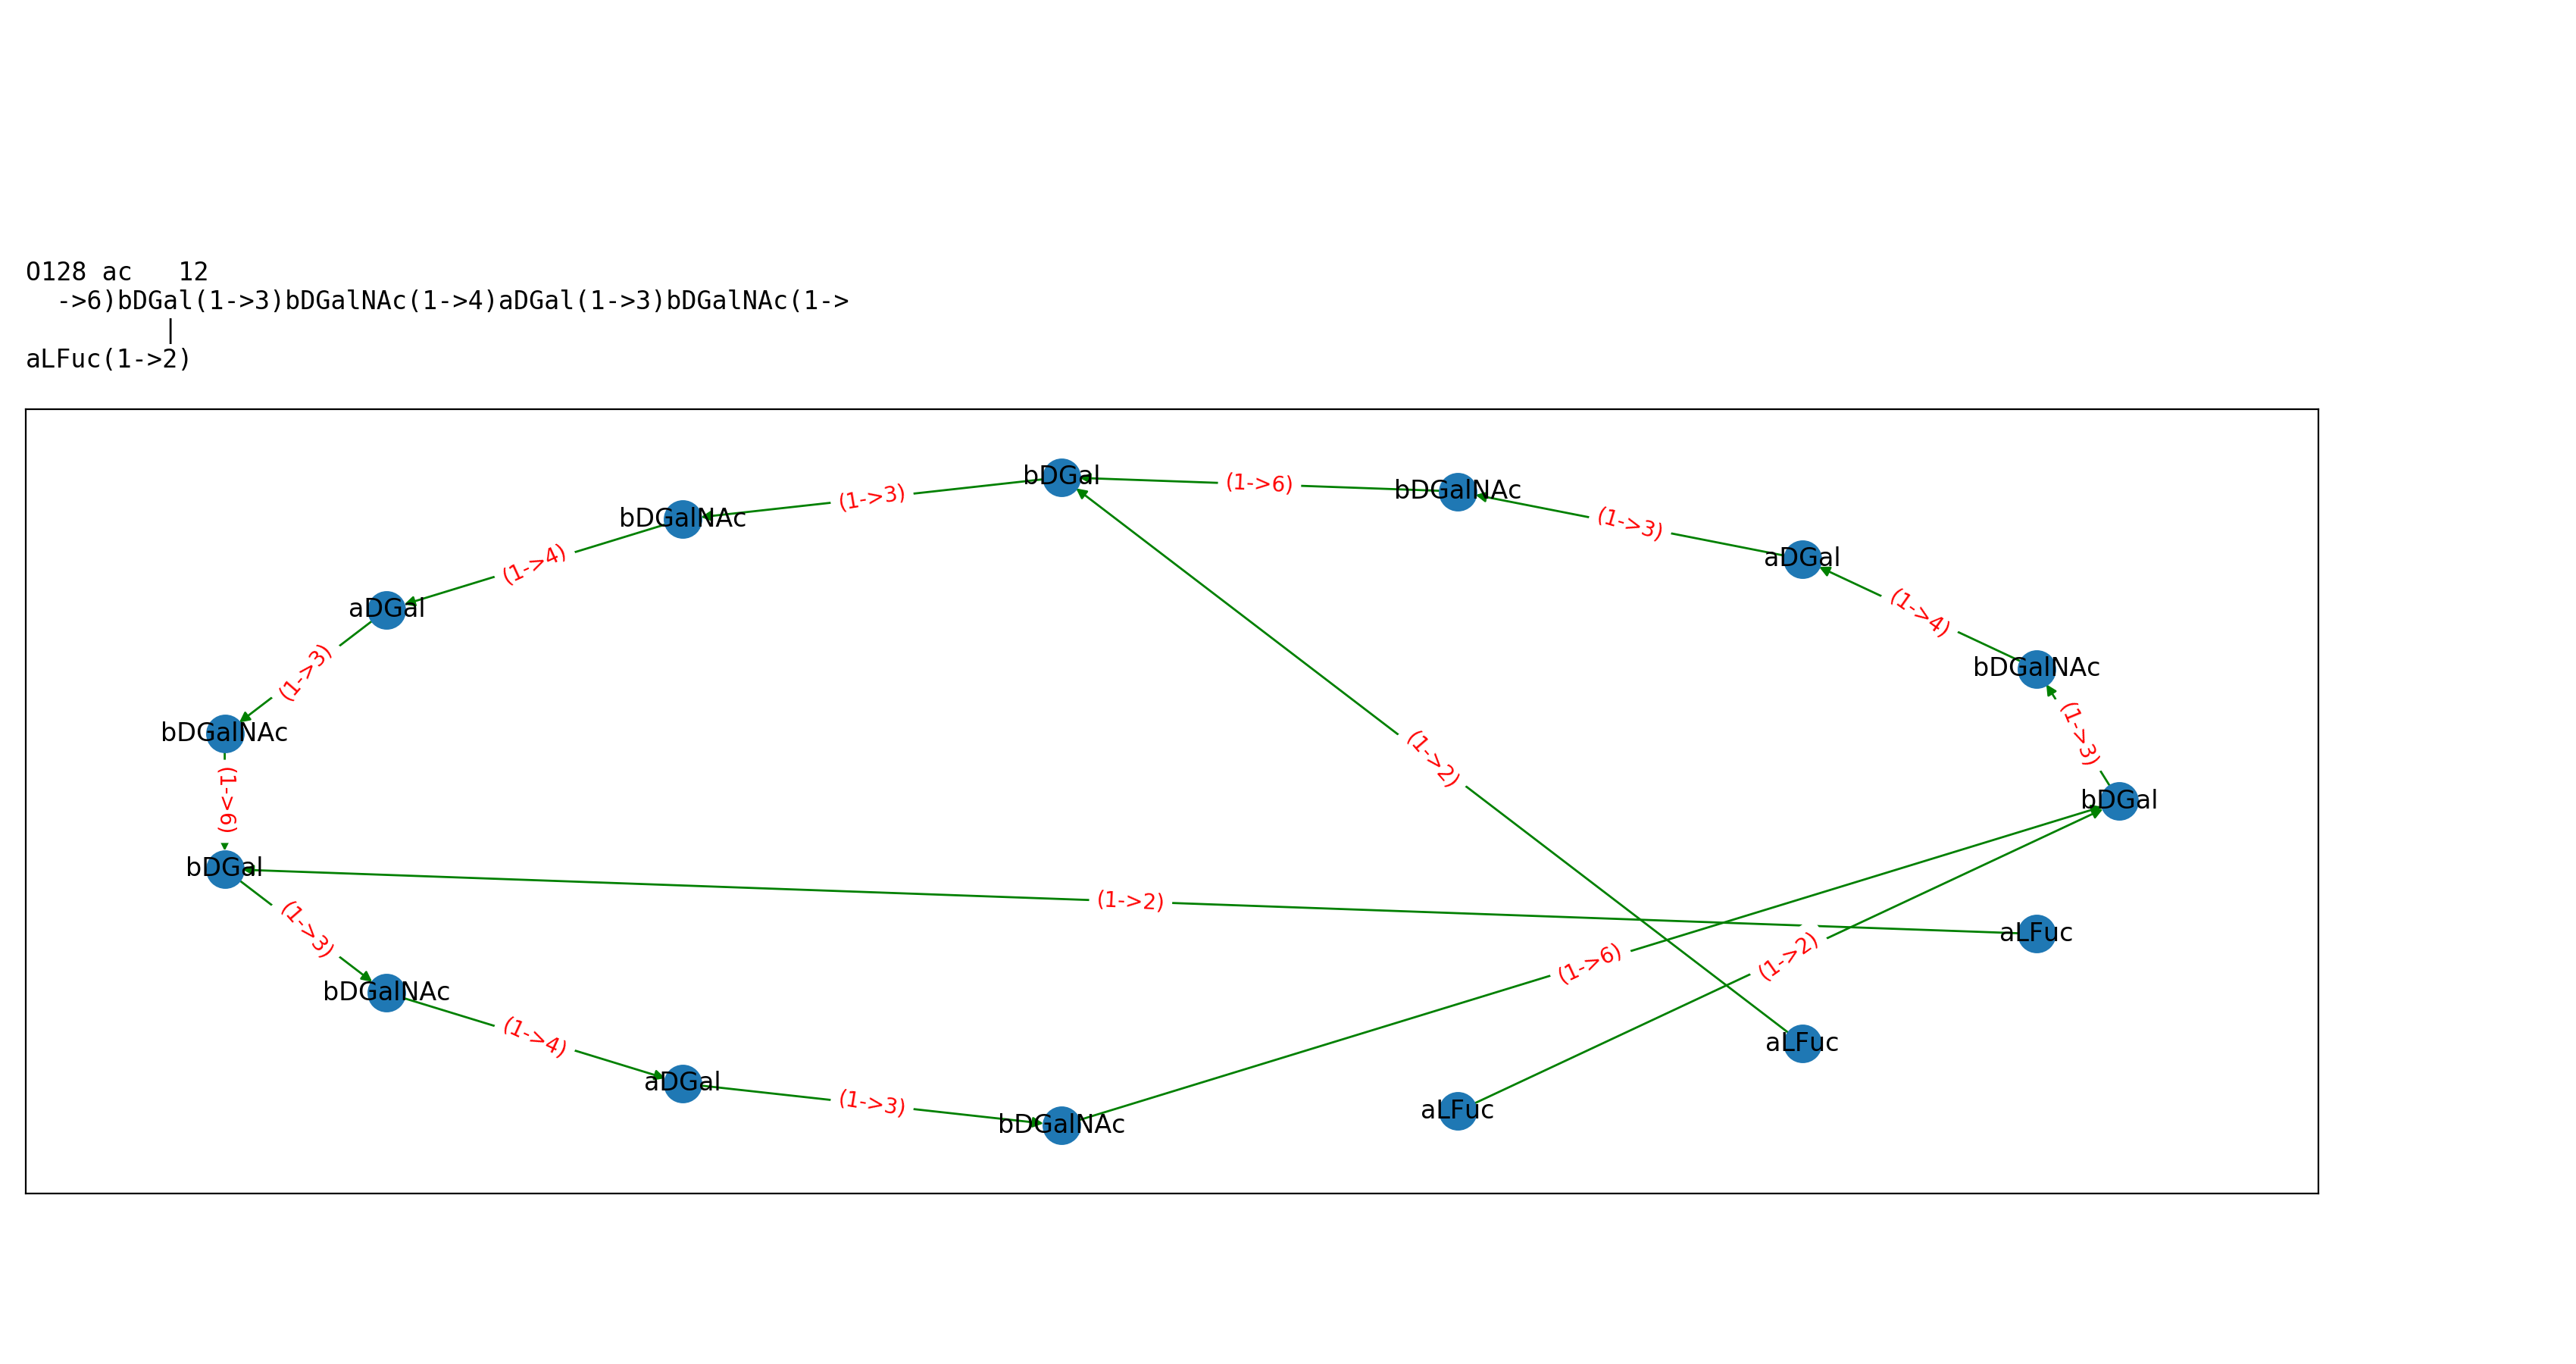 O128 ac   12
  ->6)bDGal(1->3)bDGalNAc(1->4)aDGal(1->3)bDGalNAc(1->
         |
aLFuc(1->2)
bDGal
(1->6)
bDGalNAc
(1->3)
bDGalNAc
(1->3)
(1->4)
aDGal
aDGal
(1->4)
(1->3)
bDGalNAc
bDGalNAc
(1->3)
(1->2)
(1->6)
bDGal
bDGal
(1->2)
(1->3)
aLFuc
(1->6)
(1->2)
bDGalNAc
(1->4)
aLFuc
aDGal
(1->3)
aLFuc
bDGalNAc